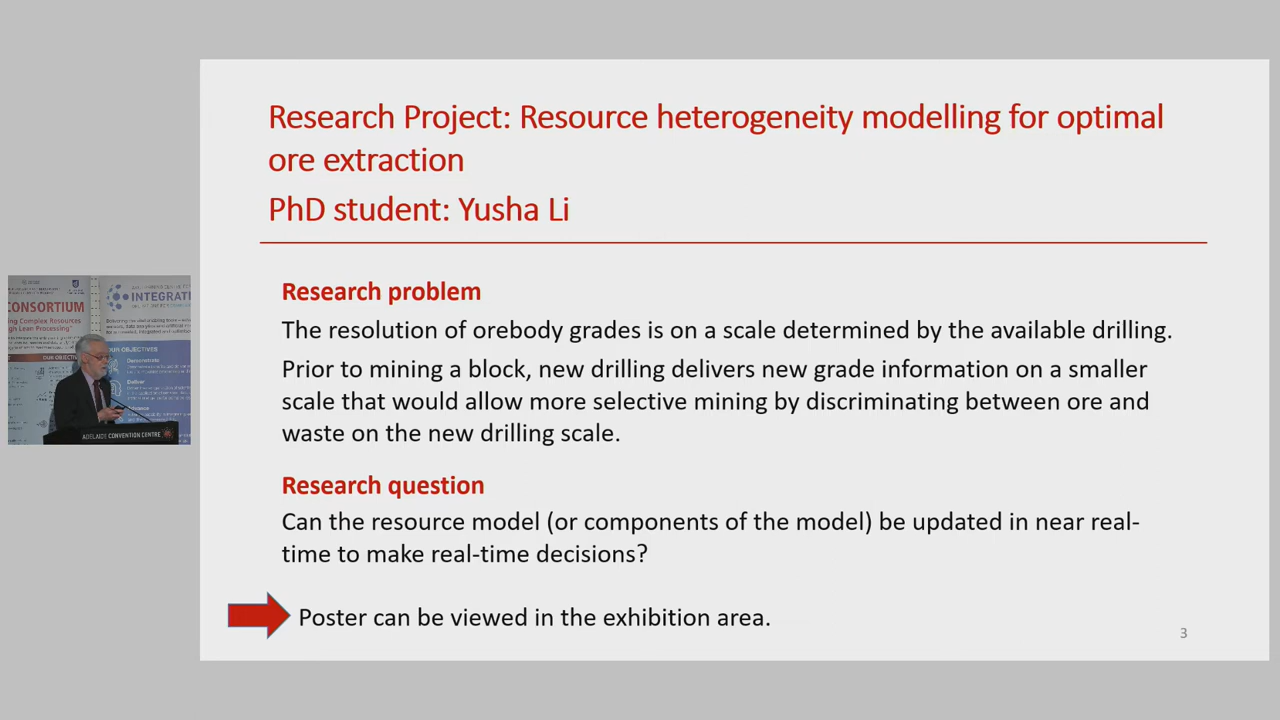 Research Project: Resource heterogeneity modelling for optimal
ore extraction
PhD student: Yusha Li
Research problem
The resolution of orebody grades is on a scale determined by the available drilling.
Prior to mining a block, new drilling delivers new grade information on a smaller
scale that would allow more selective mining by discriminating between ore and
waste on the new drilling scale.
Research question
Can the resource model (or components of the model) be updated in near real-
time to make real-time decisions?
Poster can be viewed in the exhibition area.
3
CONSORTIUM
INTEGRAT
OUR OBJECTIVES
Demonstrate
Deliver
ADELAIDE CONVENTION CENTRE